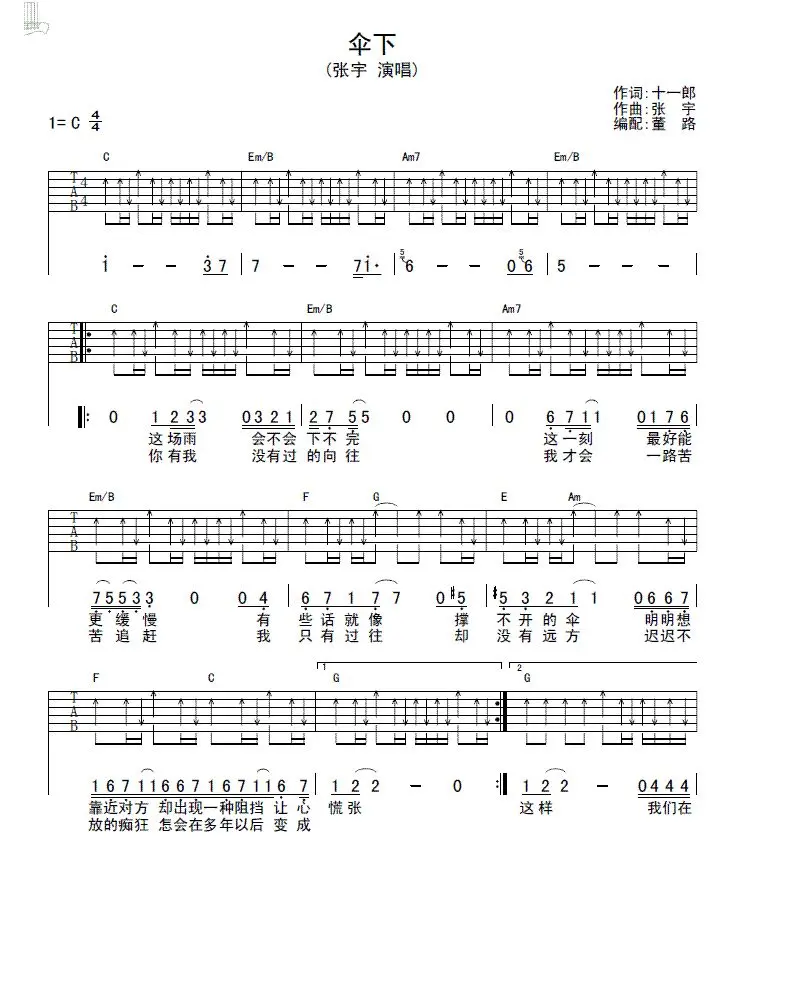 伞下
(张宇 演唱)
作词:十一郎
作曲:张 宇
编配:董 路
1= C 4/4
C Em/B Am7 Em/B
T A B 4 4
1 - - 3 7 7 - - 7 1· 5 6 - - 0 5 6 5 - - -
C Em/B Am7
T A B
0 1 2 3 3 0 3 2 1 2 7 5 5 0 0 0 6 7 1 1 0 1 7 6
这场雨 会不会 下不完 这一刻 最好能
你有我 没有过 的向往 我才会 一路苦
Em/B F G E Am
T A B
7 5 5 3 3 0 0 4 6 7 1 7 7 0 #5 #5 3 2 1 1 0 6 6 7
更缓慢 有 些话就像 撑 不开的伞 明明想
苦追赶 我 只有过往 却 没有远方 迟迟不
F C 1 G 2 G
T A B
1 6 7 1 1 6 6 7 1 6 7 1 1 6 7 1 2 2 - 0 1 2 2 - 0 4 4 4
靠近对方 却出现一种阻挡 让 心 慌张 这样 我们在
放的痴狂 怎会在多年以后 变 成